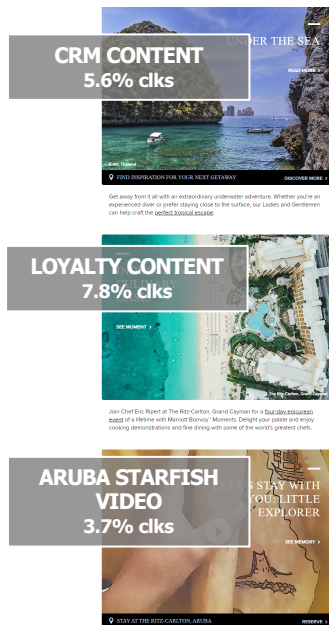 UNDER THE SEA
CRM CONTENT
5.6% clks
READ MORE ›
Krabi, Thailand
FIND INSPIRATION FOR YOUR NEXT GETAWAY
DISCOVER MORE ›
Get away from it all with an extraordinary underwater adventure. Whether you're an
experienced diver or prefer staying close to the surface, our Ladies and Gentlemen
can help craft the perfect tropical escape.
LOYALTY CONTENT
7.8% clks
SEE MOMENT ›
© The Ritz-Carlton, Grand Cayman
Join Chef Eric Ripert at The Ritz-Carlton, Grand Cayman for a four-day epicurean
event of a lifetime with Marriott Bonvoy™ Moments. Delight your palate and enjoy
cooking demonstrations and fine dining with some of the world's greatest chefs.
ARUBA STARFISH
VIDEO
3.7% clks
US STAY WITH
YOU: LITTLE
EXPLORER
SEE MEMORY ›
STAY AT THE RITZ-CARLTON, ARUBA
RESERVE ›